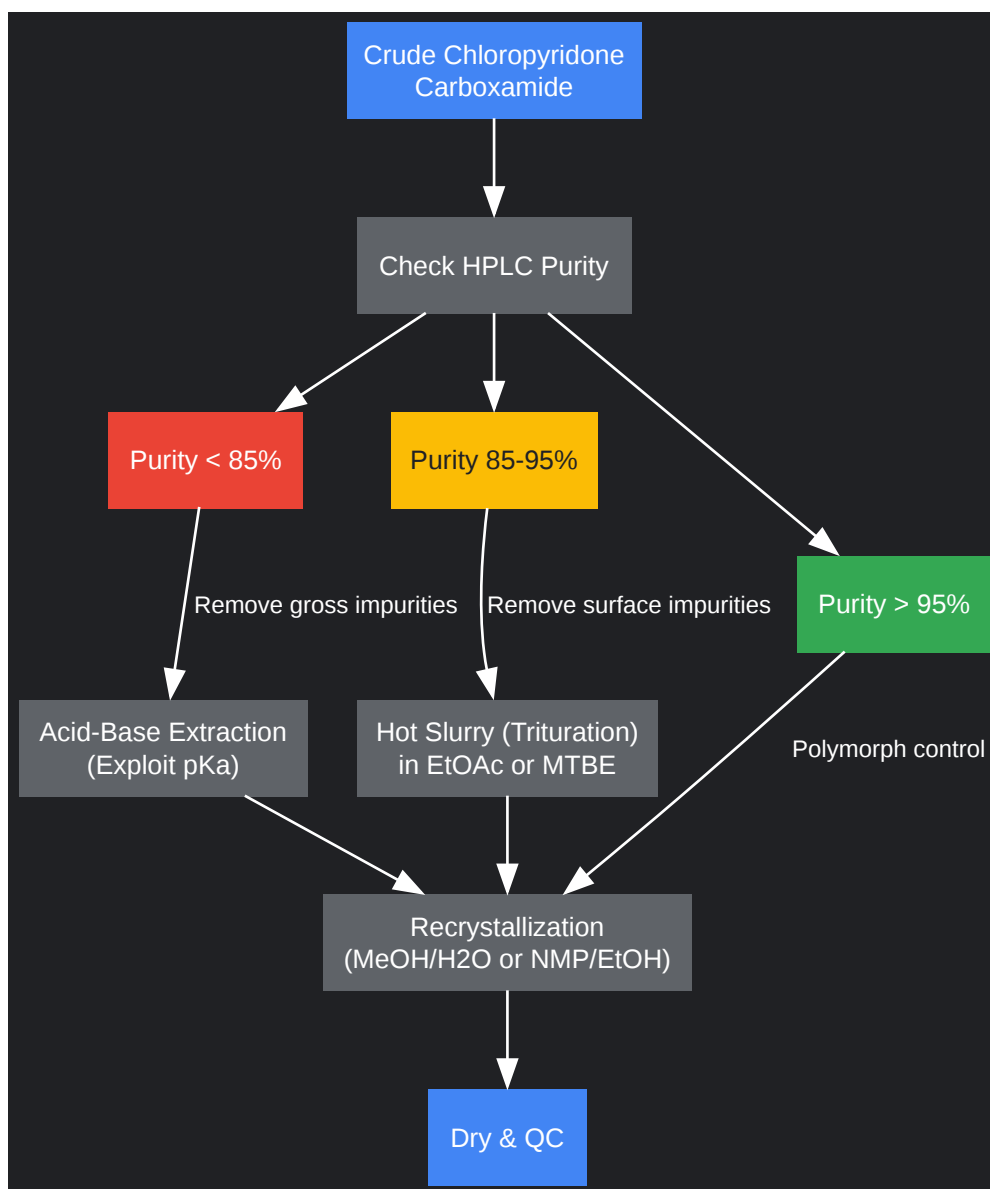 Crude Chloropyridone
Carboxamide
Check HPLC Purity
Purity < 85%
Purity 85-95%
Purity > 95%
Remove gross impurities
Remove surface impurities
Acid-Base Extraction
(Exploit pKa)
Hot Slurry (Trituration)
in EtOAc or MTBE
Polymorph control
Recrystallization
(MeOH/H2O or NMP/EtOH)
Dry & QC